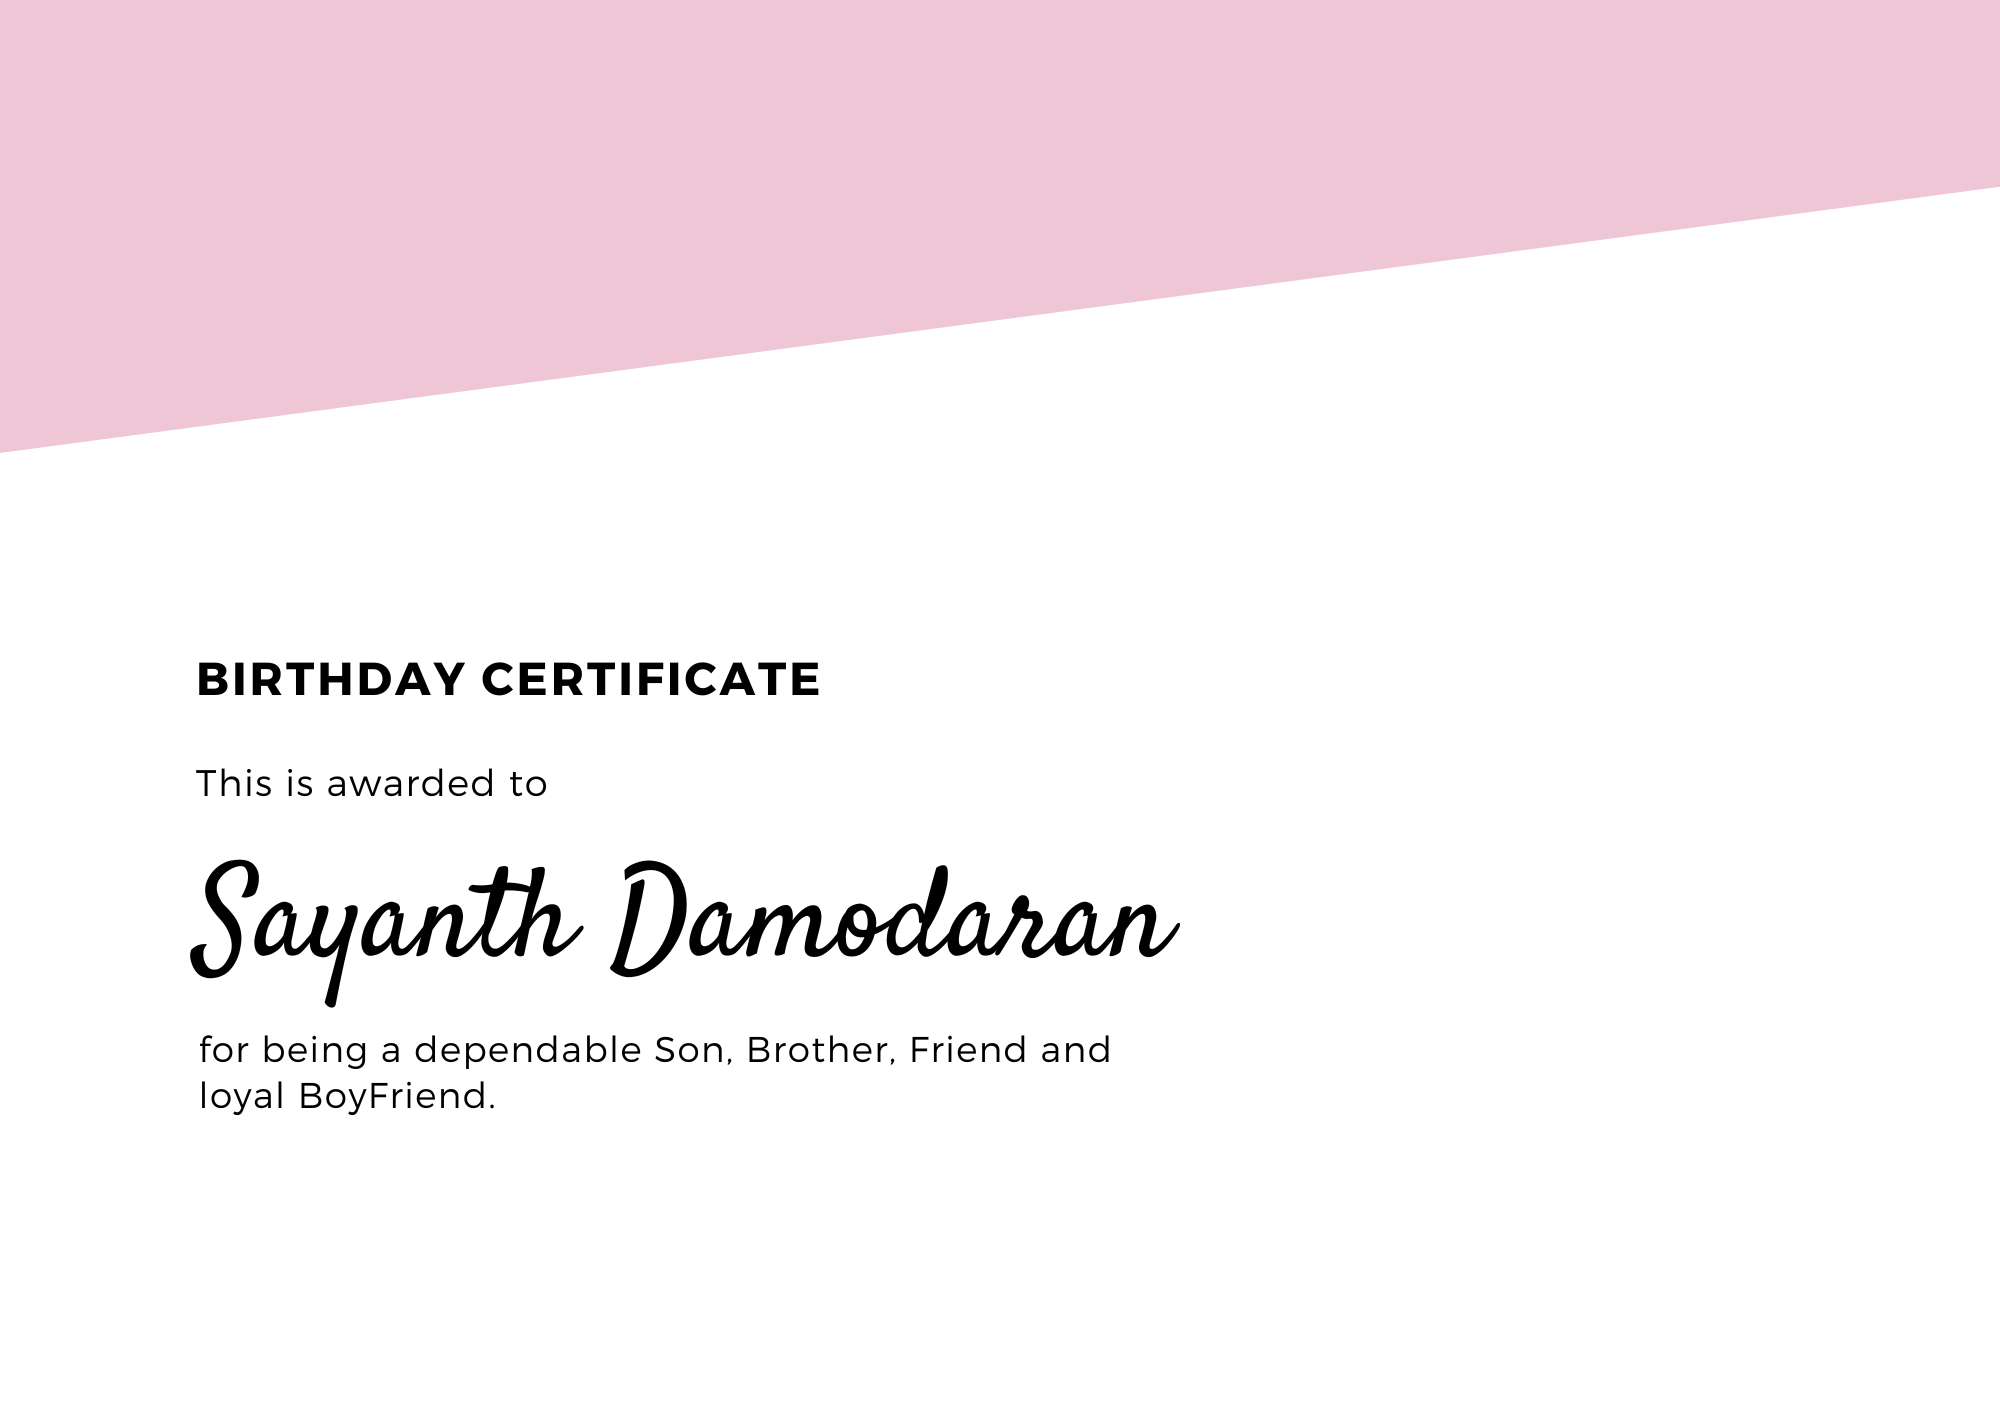 BIRTHDAY CERTIFICATE
This is awarded to
Sayanth Damodaran
for being a dependable Son, Brother, Friend and
loyal BoyFriend.